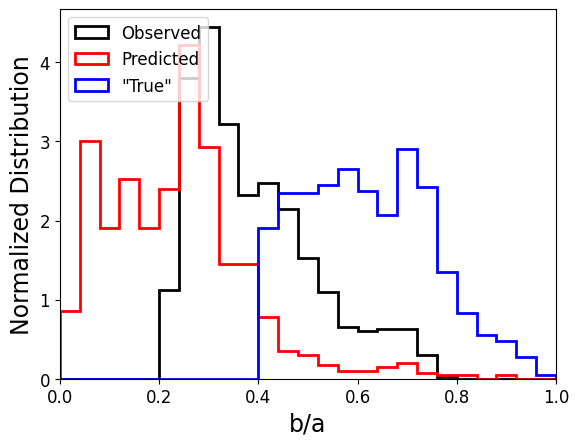 Observed
Predicted
"True"
Normalized Distribution
4
3
2
1
0
0.0 0.2 0.4 0.6 0.8 1.0
b/a